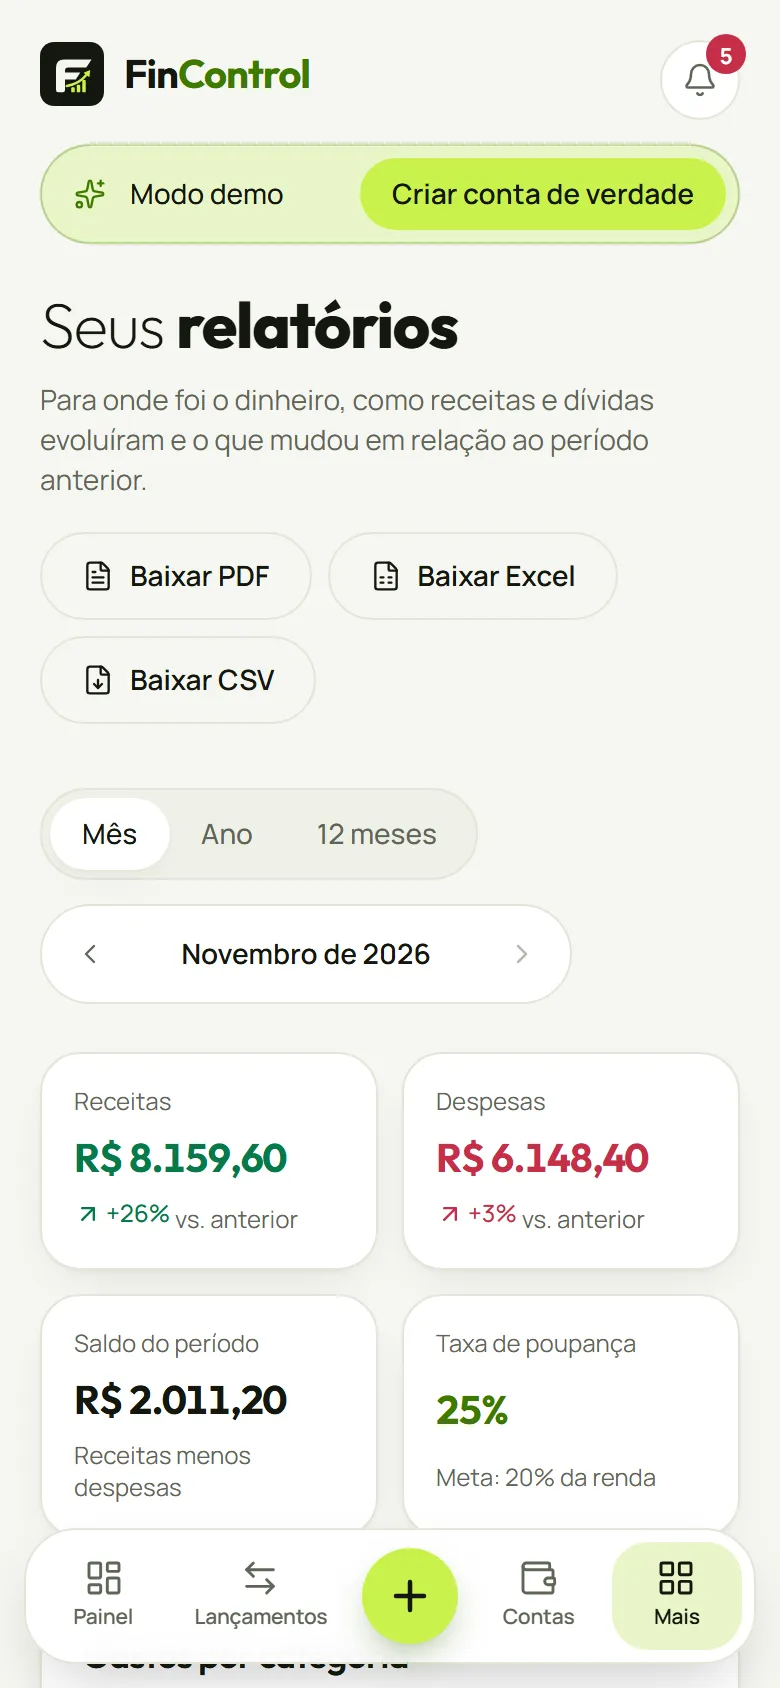 FinControl
5
Modo demo
Criar conta de verdade
Seus relatórios
Para onde foi o dinheiro, como receitas e dívidas
evoluíram e o que mudou em relação ao período
anterior.
Baixar PDF
Baixar Excel
Baixar CSV
Mês
Ano
12 meses
Novembro de 2026
Receitas
R$ 8.159,60
+26% vs. anterior
Despesas
R$ 6.148,40
+3% vs. anterior
Saldo do período
R$ 2.011,20
Receitas menos
despesas
Taxa de poupança
25%
Meta: 20% da renda
Painel
Lançamentos
Contas
Mais
Gastos por categoria